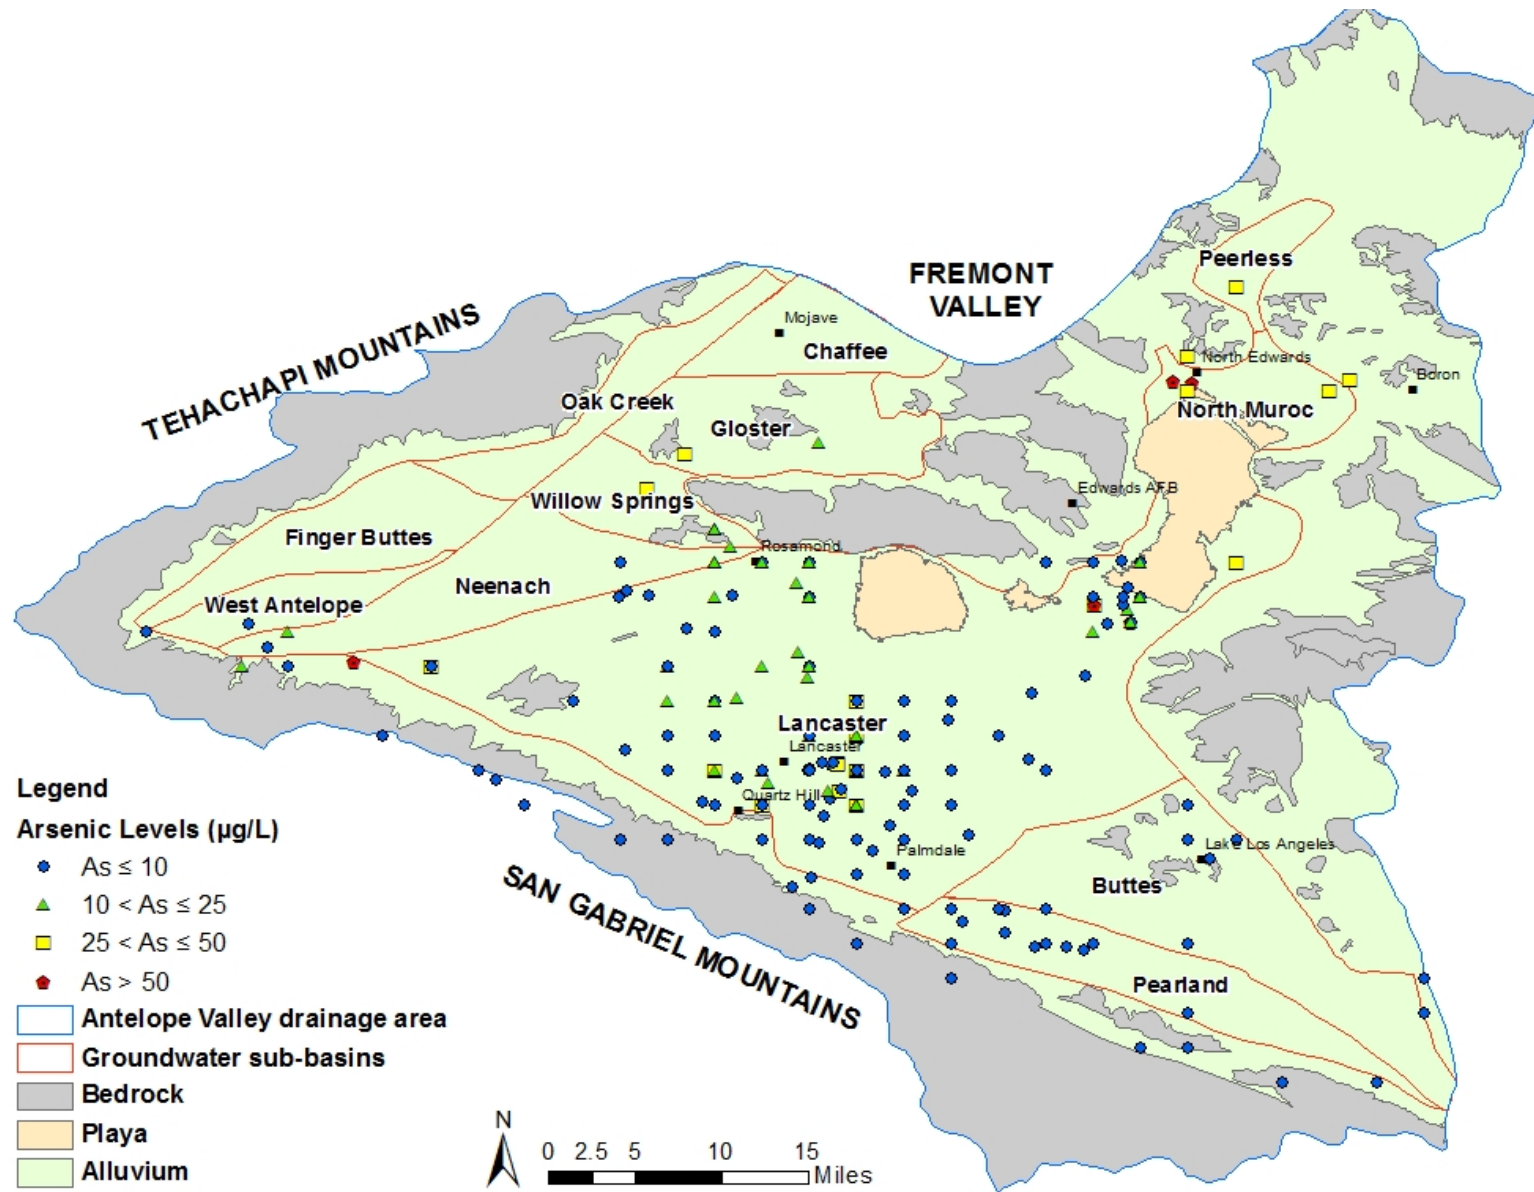 FREMONT
VALLEY
Peerless
TEHACHAPI MOUNTAINS
Mojave
Chaffee
North Edwards
Boron
Oak Creek
North Muroc
Gloster
Edwards AFB
Willow Springs
Finger Buttes
Rosamond
Neenach
West Antelope
Lancaster
Lancaster
Quartz Hill
Palmdale
Lake Los Angeles
Buttes
SAN GABRIEL MOUNTAINS
Pearland
Legend
Arsenic Levels (µg/L)
As ≤ 10
10 < As ≤ 25
25 < As ≤ 50
As > 50
Antelope Valley drainage area
Groundwater sub-basins
Bedrock
Playa
Alluvium
N
0 2.5 5 10 15
Miles